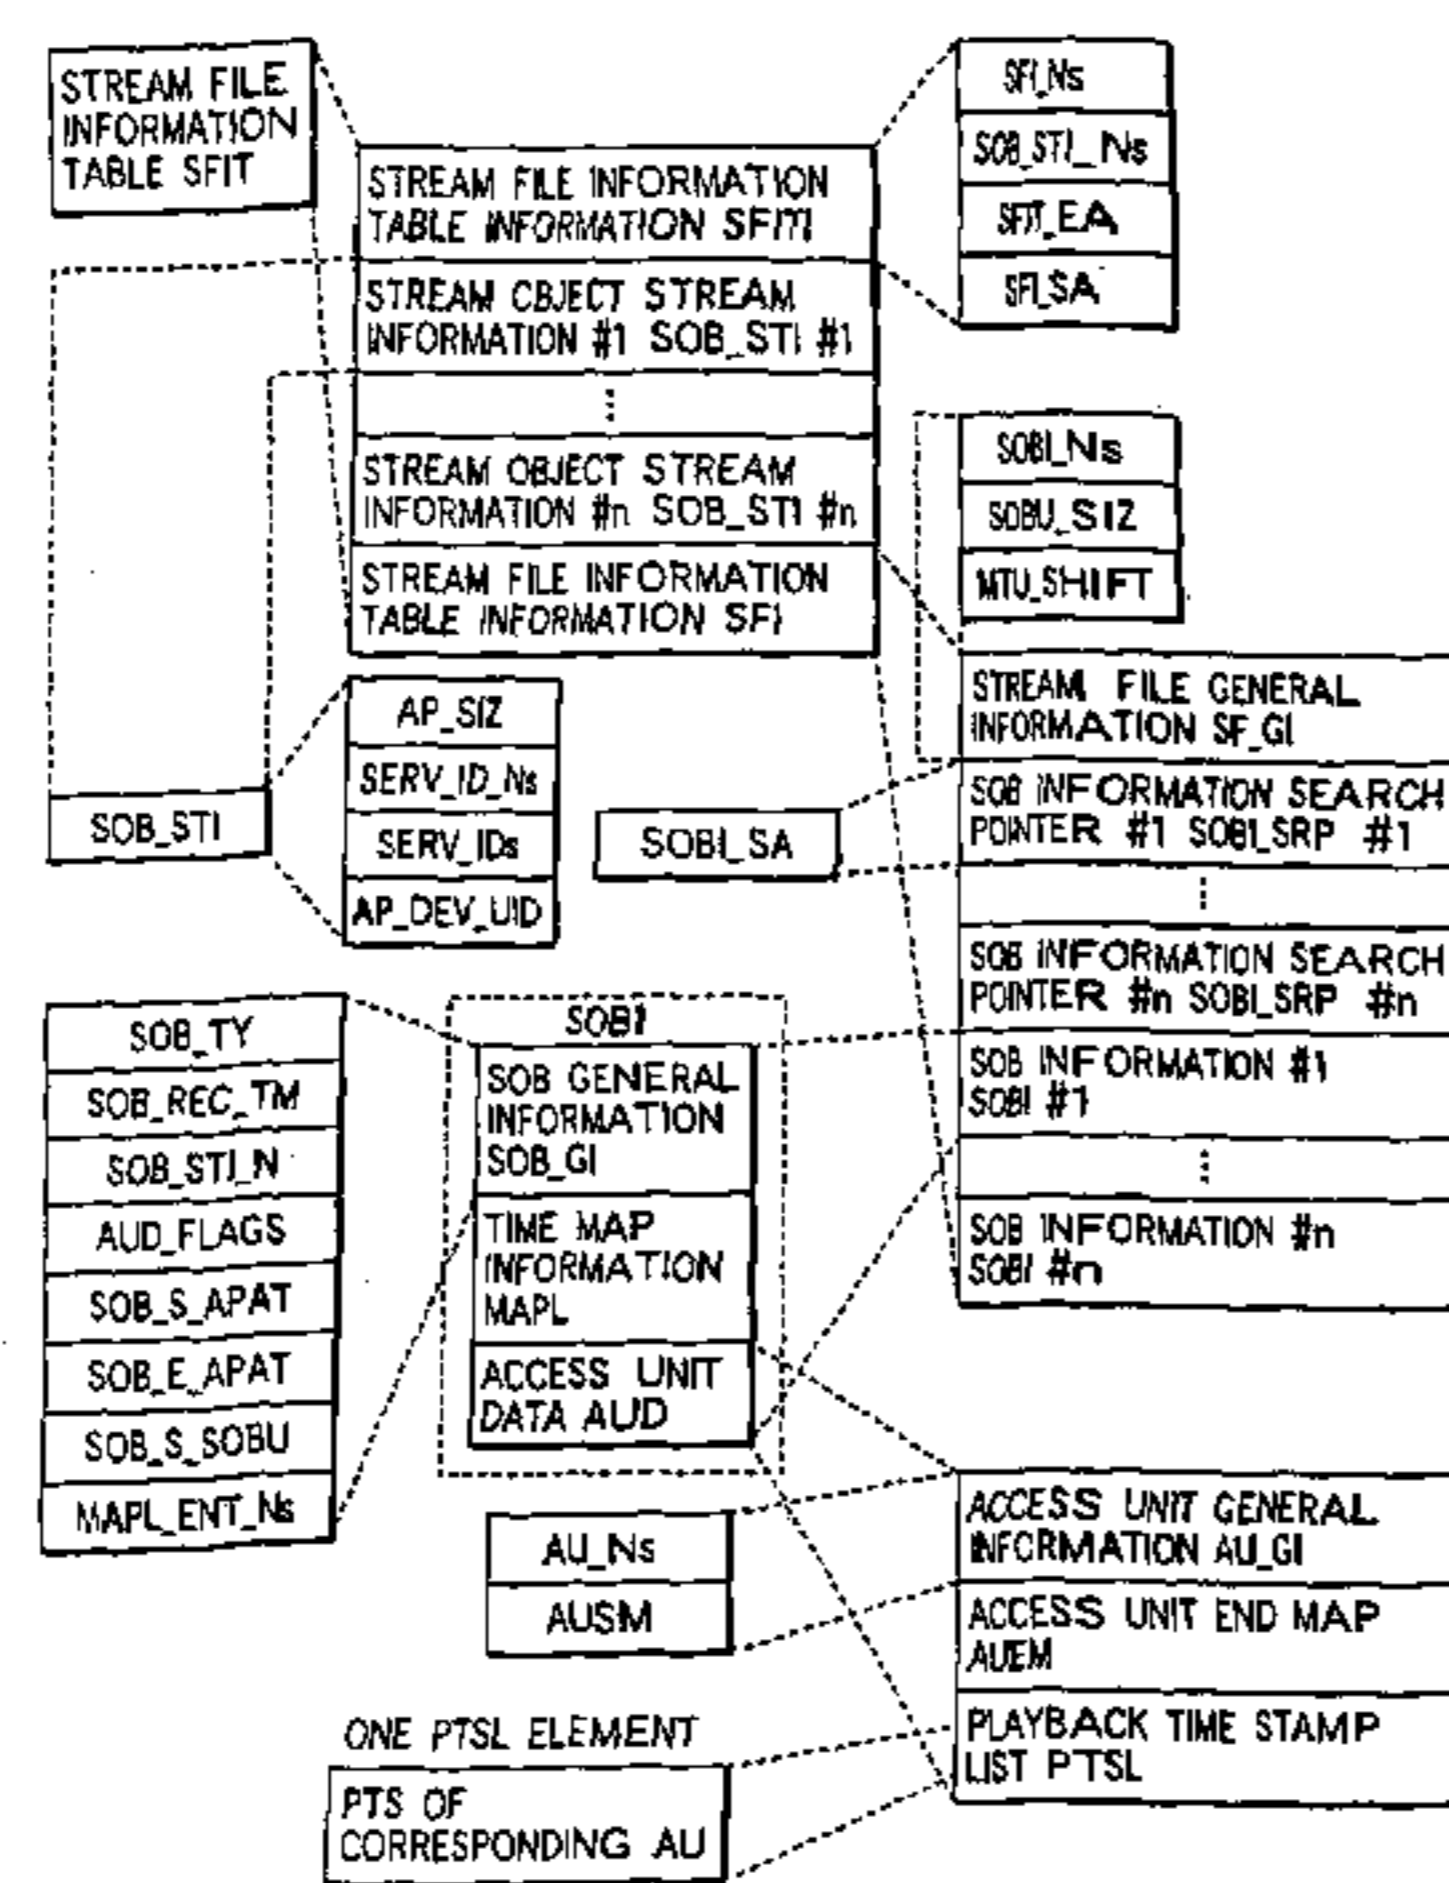 STREAM FILE
INFORMATION
TABLE SFIT
STREAM FILE INFORMATION
TABLE INFORMATION SFITI
STREAM OBJECT STREAM
INFORMATION #1 SOB_STI #1
STREAM OBJECT STREAM
INFORMATION #n SOB_STI #n
STREAM FILE INFORMATION
TABLE INFORMATION SFI
SFI_Ns
SOB_STI_Ns
SFIT_EA
SFI_SA
SOBI_Ns
SOBU_SIZ
MTU_SHIFT
STREAM FILE GENERAL
INFORMATION SF_GI
SOB INFORMATION SEARCH
POINTER #1 SOBI_SRP #1
SOB INFORMATION SEARCH
POINTER #n SOBI_SRP #n
SOB INFORMATION #1
SOBI #1
SOB INFORMATION #n
SOBI #n
SOB_STI
AP_SIZ
SERV_ID_Ns
SERV_IDs
AP_DEV_UID
SOBI_SA
SOB_TY
SOB_REC_TM
SOB_STI_N
AUD_FLAGS
SOB_S_APAT
SOB_E_APAT
SOB_S_SOBU
MAPL_ENT_Ns
SOBI
SOB GENERAL
INFORMATION
SOB_GI
TIME MAP
INFORMATION
MAPL
ACCESS UNIT
DATA AUD
AU_Ns
AUSM
ACCESS UNIT GENERAL
INFORMATION AU_GI
ACCESS UNIT END MAP
AUEM
PLAYBACK TIME STAMP
LIST PTSL
ONE PTSL ELEMENT
PTS OF
CORRESPONDING AU